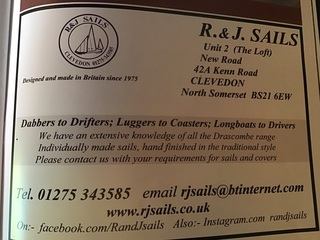 R & J SAILS
CLEVEDON 01275 343585
Designed and made in Britain since 1975
R.& J. SAILS
Unit 2 (The Loft)
New Road
42A Kenn Road
CLEVEDON
North Somerset BS21 6EW
Dabbers to Drifters; Luggers to Coasters; Longboats to Drivers
We have an extensive knowledge of all the Drascombe range
Individually made sails, hand finished in the traditional style
Please contact us with your requirements for sails and covers
Tel. 01275 343585 email rjsails@btinternet.com
www.rjsails.co.uk
On:- facebook.com/RandJsails Also:- Instagram.com randjsails